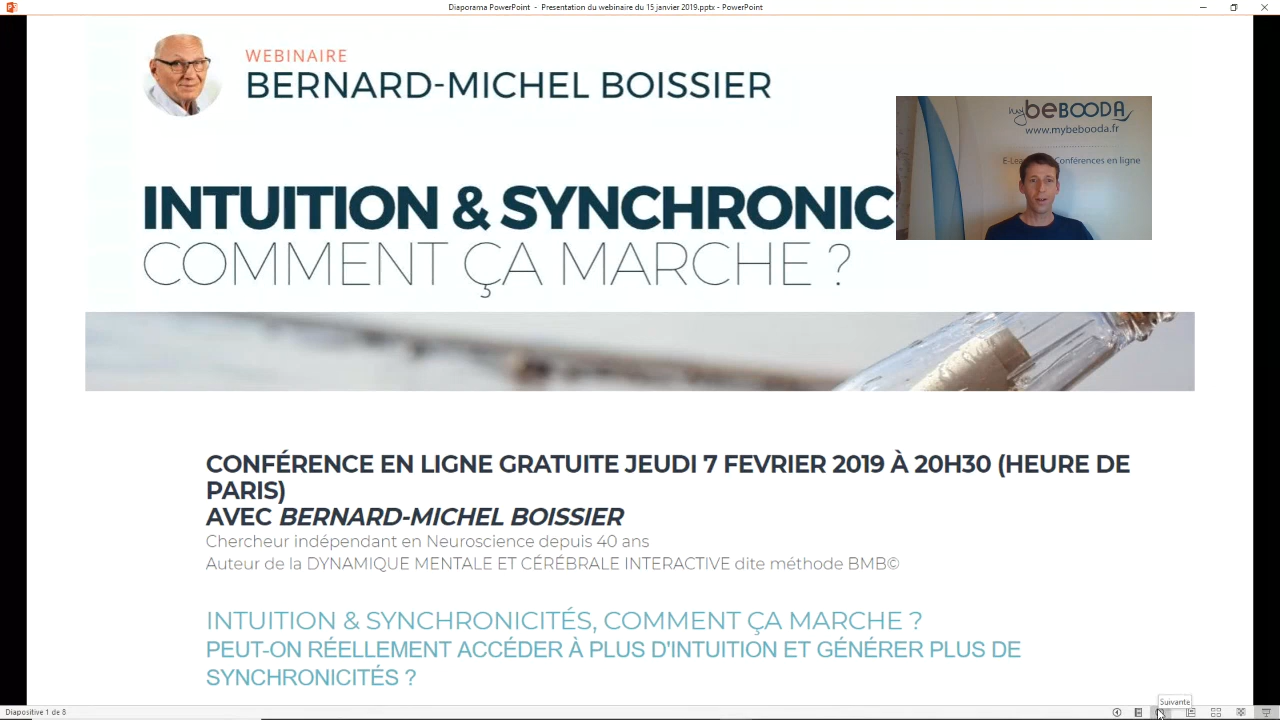 Diaporama PowerPoint - Presentation du webinaire du 15 janvier 2019.pptx - PowerPoint
WEBINAIRE
BERNARD-MICHEL BOISSIER
my beBOODA
www.mybebooda.fr
Conférences en ligne
INTUITION & SYNCHRONIC
COMMENT ÇA MARCHE ?
CONFÉRENCE EN LIGNE GRATUITE JEUDI 7 FEVRIER 2019 À 20H30 (HEURE DE
PARIS)
AVEC BERNARD-MICHEL BOISSIER
Chercheur indépendant en Neuroscience depuis 40 ans
Auteur de la DYNAMIQUE MENTALE ET CÉRÉBRALE INTERACTIVE dite méthode BMB©
INTUITION & SYNCHRONICITÉS, COMMENT ÇA MARCHE ?
PEUT-ON RÉELLEMENT ACCÉDER À PLUS D'INTUITION ET GÉNÉRER PLUS DE
SYNCHRONICITÉS ?
Suivante
Diapositive 1 de 8